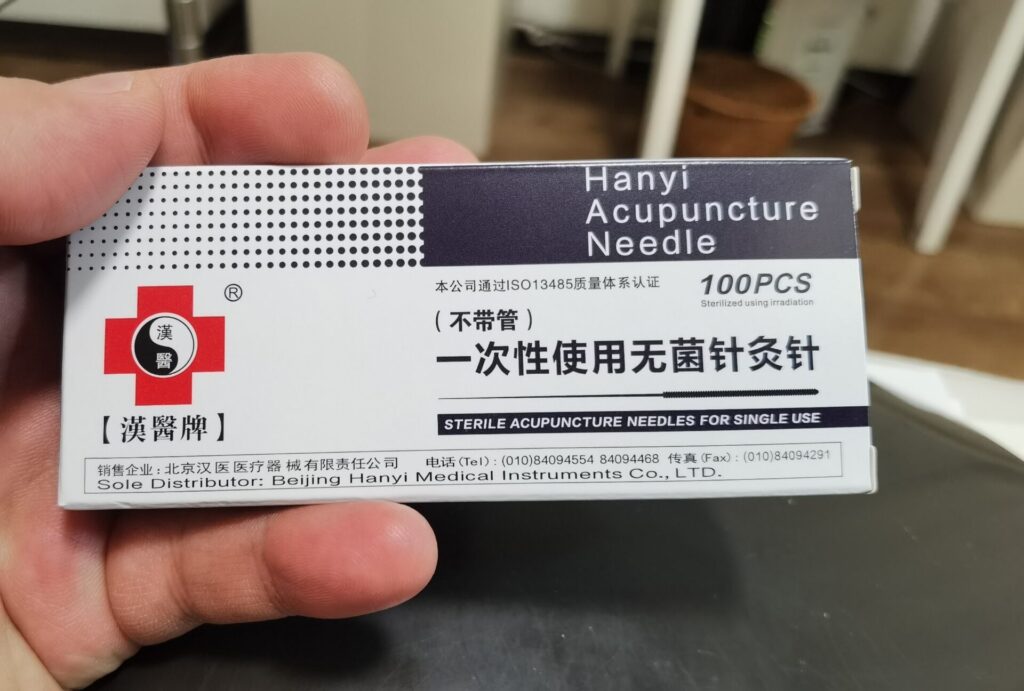 Hanyi
Acupuncture
Needle
®
漢
醫
【漢醫牌】
本公司通过ISO13485质量体系认证
100PCS
Sterilized using irradiation
（不带管）
一次性使用无菌针灸针
STERILE ACUPUNCTURE NEEDLES FOR SINGLE USE
销售企业：北京汉医医疗器械有限责任公司 电话(Tel)：(010)84094554 84094468 传真(Fax)：(010)84094291
Sole Distributor: Beijing Hanyi Medical Instruments Co., LTD.